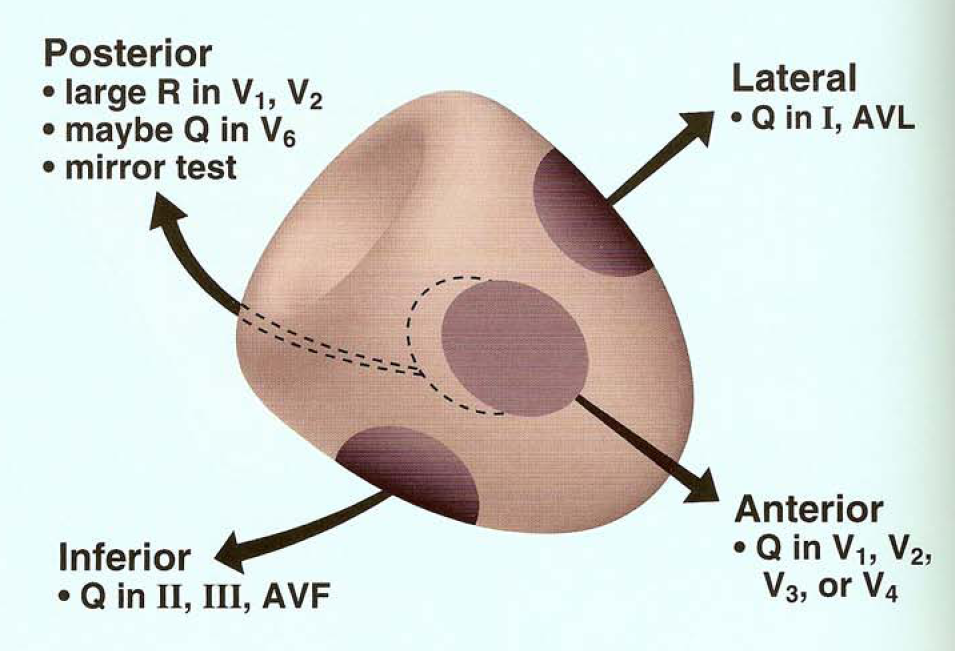 Posterior
• large R in V₁, V₂
• maybe Q in V₆
• mirror test
Lateral
• Q in I, AVL
Inferior
• Q in II, III, AVF
Anterior
• Q in V₁, V₂,
V₃, or V₄